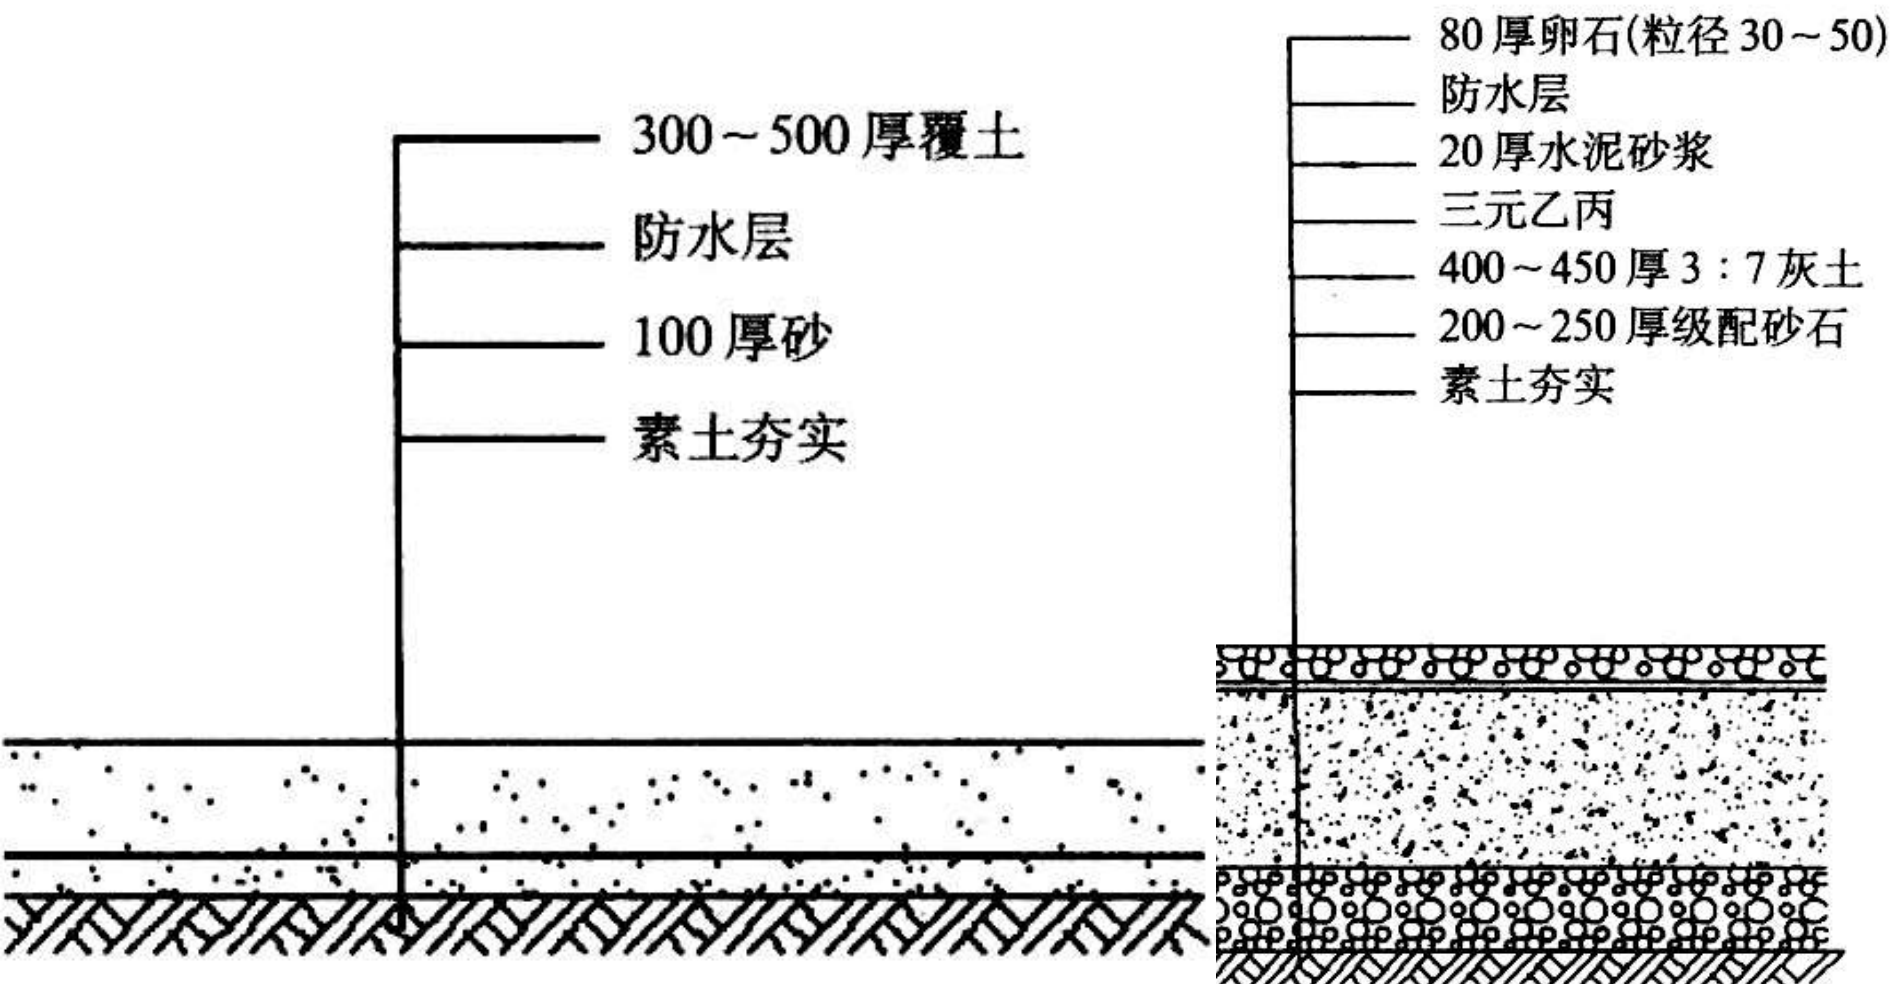 300~500厚覆土
防水层
100厚砂
素土夯实
80厚卵石(粒径30~50)
防水层
20厚水泥砂浆
三元乙丙
400~450厚3:7灰土
200~250厚级配砂石
素土夯实